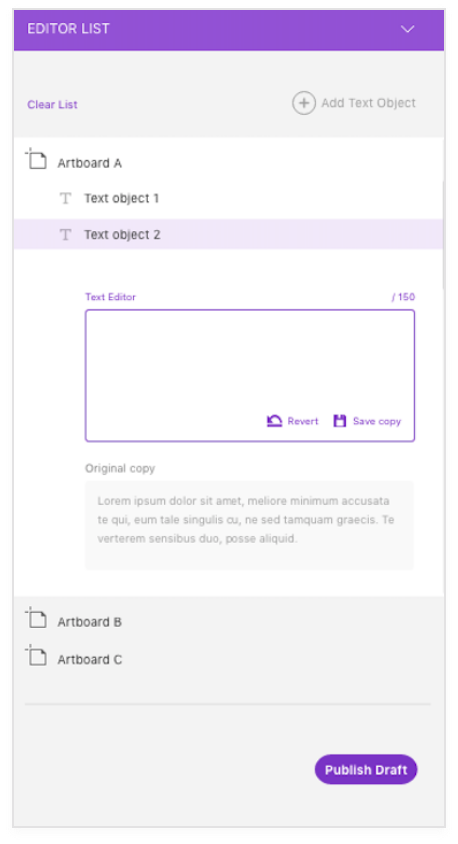 EDITOR LIST
Clear List
Add Text Object
Artboard A
T Text object 1
T Text object 2
Text Editor / 150
Revert Save copy
Original copy
Lorem ipsum dolor sit amet, meliore minimum accusata
te qui, eum tale singulis cu, ne sed tamquam graecis. Te
verterem sensibus duo, posse aliquid.
Artboard B
Artboard C
Publish Draft